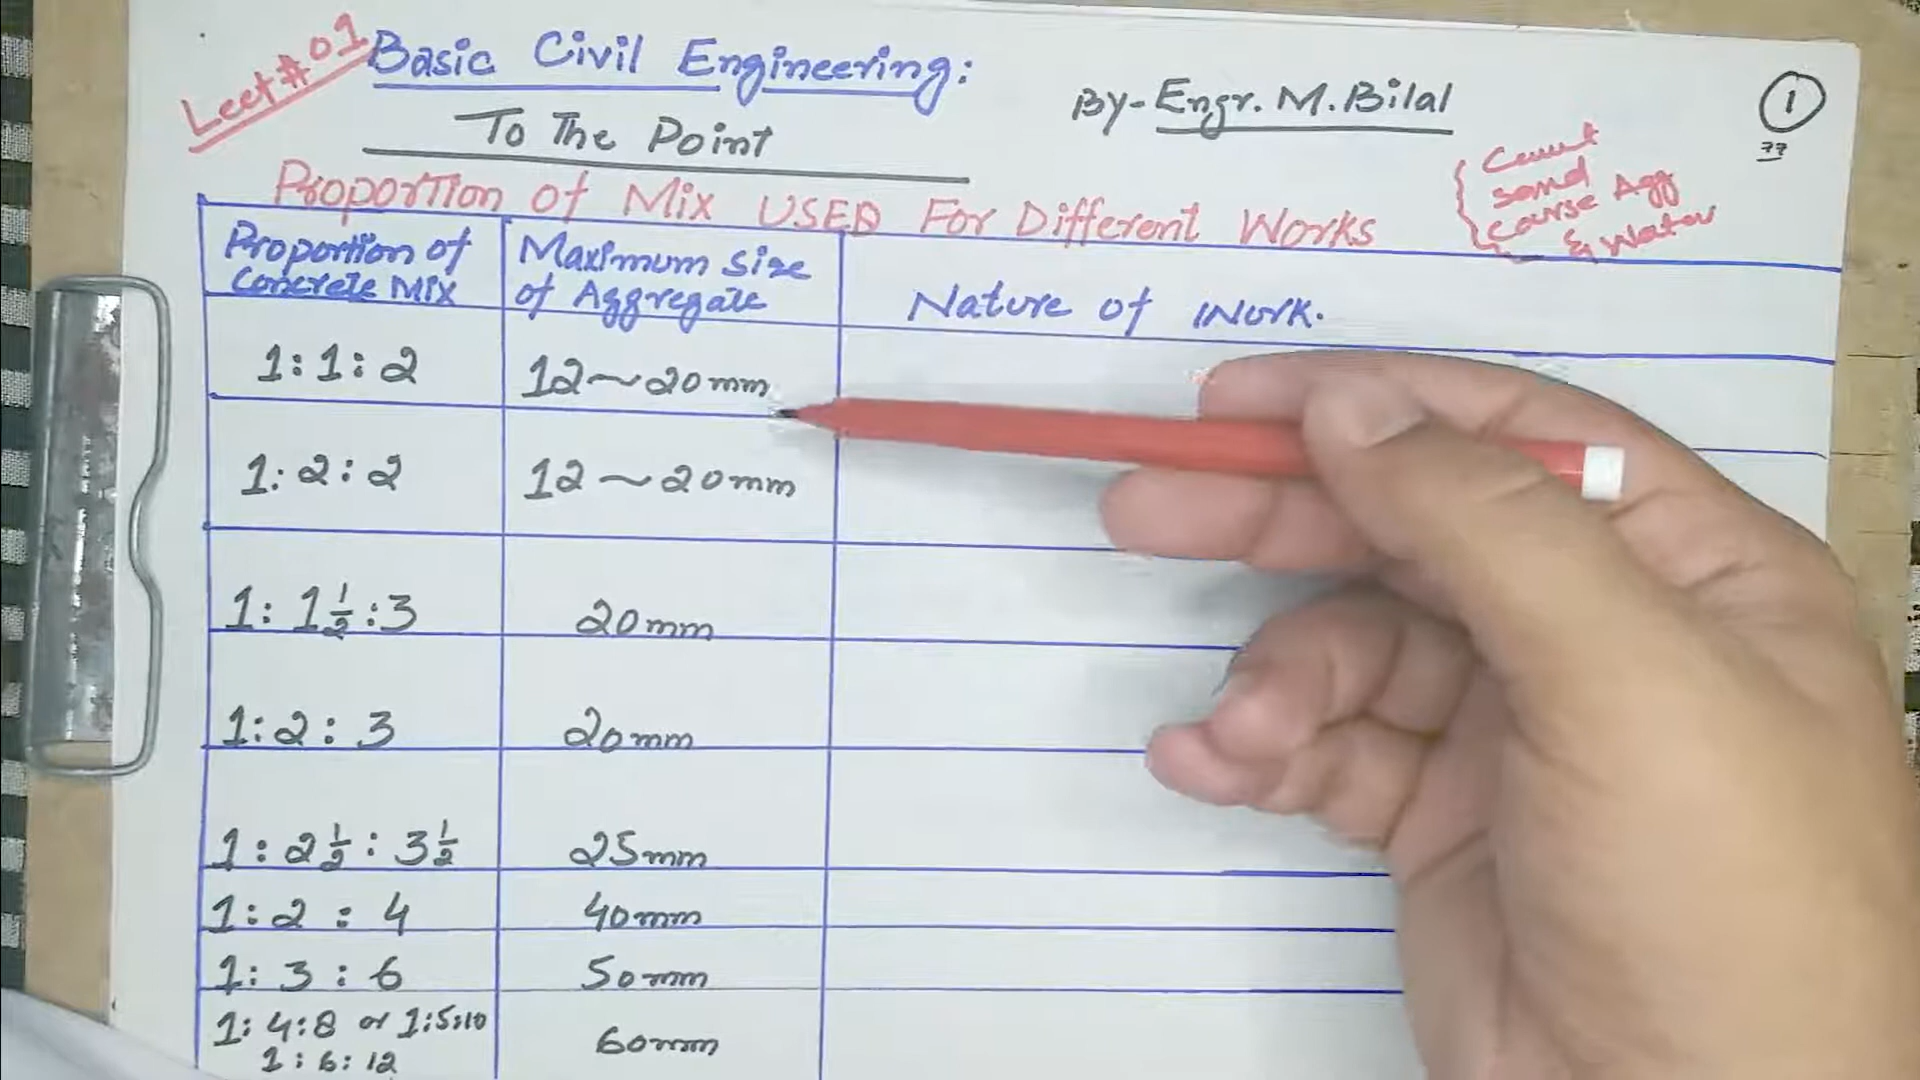 Lect # 01
Basic Civil Engineering:
To The Point
By- Engr. M. Bilal
1
77
Cement
sand
Course Agg
& Water
Proportion of Mix USED For Different Works
Proportion of Concrete Mix
Maximum Size of Aggregate
Nature of Work.
1:1:2 12~20mm
1:2:2 12~20mm
1:1½:3 20mm
1:2:3 20mm
1:2½:3½ 25mm
1:2:4 40mm
1:3:6 50mm
1:4:8 or 1:5:10
1:6:12 60mm